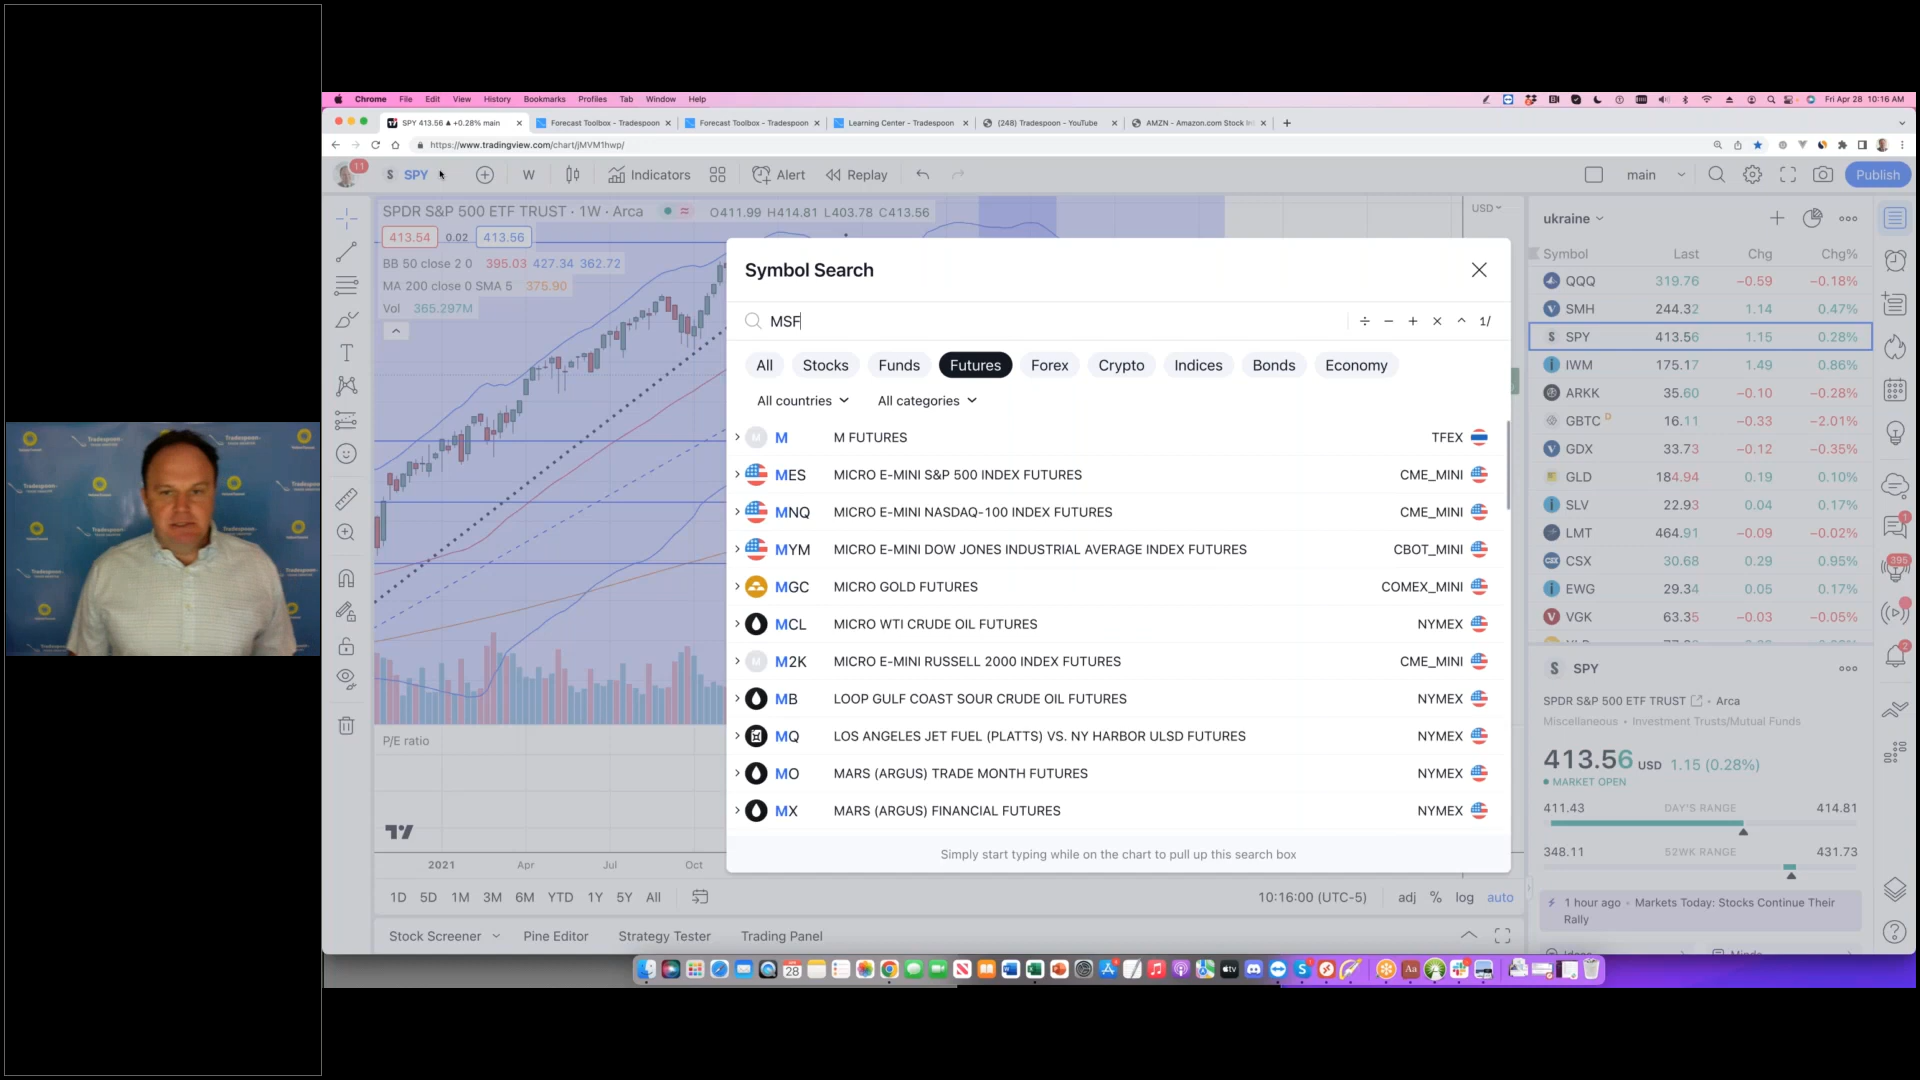 Chrome File Edit View History Bookmarks Profiles Tab Window Help Fri Apr 28 10:16 AM
SPY 413.56 ▲ +0.28% main Forecast Toolbox - Tradespoon Forecast Toolbox - Tradespoon Learning Center - Tradespoon (248) Tradespoon - YouTube AMZN - Amazon.com Stock
https://www.tradingview.com/chart/jMVM1hwp/
11 S SPY W Indicators Alert Replay main Publish
SPDR S&P 500 ETF TRUST · 1W · Arca O411.99 H414.81 L403.78 C413.56 USD
413.54 0.02 413.56
BB 50 close 2 0 395.03 427.34 362.72
MA 200 close 0 SMA 5 375.90
Vol 365.297M
P/E ratio
2021 Apr Jul Oct
1D 5D 1M 3M 6M YTD 1Y 5Y All 10:16:00 (UTC-5) adj % log auto
Stock Screener Pine Editor Strategy Tester Trading Panel
Symbol Search
MSF ÷ − + × ^ 1/
All Stocks Funds Futures Forex Crypto Indices Bonds Economy
All countries All categories
M M FUTURES TFEX
MES MICRO E-MINI S&P 500 INDEX FUTURES CME_MINI
MNQ MICRO E-MINI NASDAQ-100 INDEX FUTURES CME_MINI
MYM MICRO E-MINI DOW JONES INDUSTRIAL AVERAGE INDEX FUTURES CBOT_MINI
MGC MICRO GOLD FUTURES COMEX_MINI
MCL MICRO WTI CRUDE OIL FUTURES NYMEX
M2K MICRO E-MINI RUSSELL 2000 INDEX FUTURES CME_MINI
MB LOOP GULF COAST SOUR CRUDE OIL FUTURES NYMEX
MQ LOS ANGELES JET FUEL (PLATTS) VS. NY HARBOR ULSD FUTURES NYMEX
MO MARS (ARGUS) TRADE MONTH FUTURES NYMEX
MX MARS (ARGUS) FINANCIAL FUTURES NYMEX
Simply start typing while on the chart to pull up this search box
ukraine
Symbol Last Chg Chg%
QQQ 319.76 −0.59 −0.18%
SMH 244.32 1.14 0.47%
SPY 413.56 1.15 0.28%
IWM 175.17 1.49 0.86%
ARKK 35.60 −0.10 −0.28%
GBTC D 16.11 −0.33 −2.01%
GDX 33.73 −0.12 −0.35%
GLD 184.94 0.19 0.10%
SLV 22.93 0.04 0.17%
LMT 464.91 −0.09 −0.02%
CSX 30.68 0.29 0.95%
EWG 29.34 0.05 0.17%
VGK 63.35 −0.03 −0.05%
S SPY
SPDR S&P 500 ETF TRUST • Arca
Miscellaneous • Investment Trusts/Mutual Funds
413.56 USD 1.15 (0.28%)
MARKET OPEN
411.43 DAY'S RANGE 414.81
348.11 52WK RANGE 431.73
1 hour ago • Markets Today: Stocks Continue Their
Rally
1
395
2
28
Tradespoon